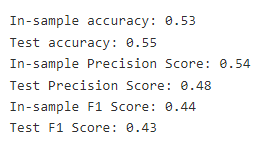 In-sample accuracy: 0.53
Test accuracy: 0.55
In-sample Precision Score: 0.54
Test Precision Score: 0.48
In-sample F1 Score: 0.44
Test F1 Score: 0.43